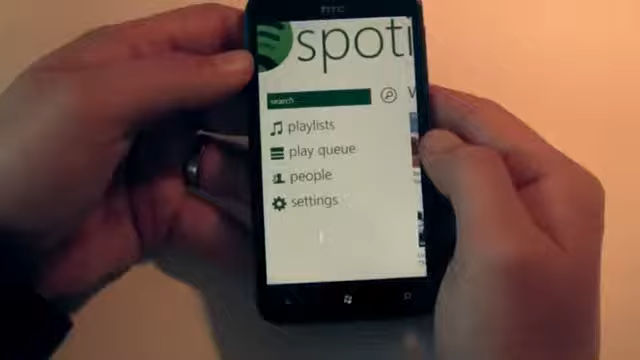 hTC
spoti
search
playlists
play queue
people
settings